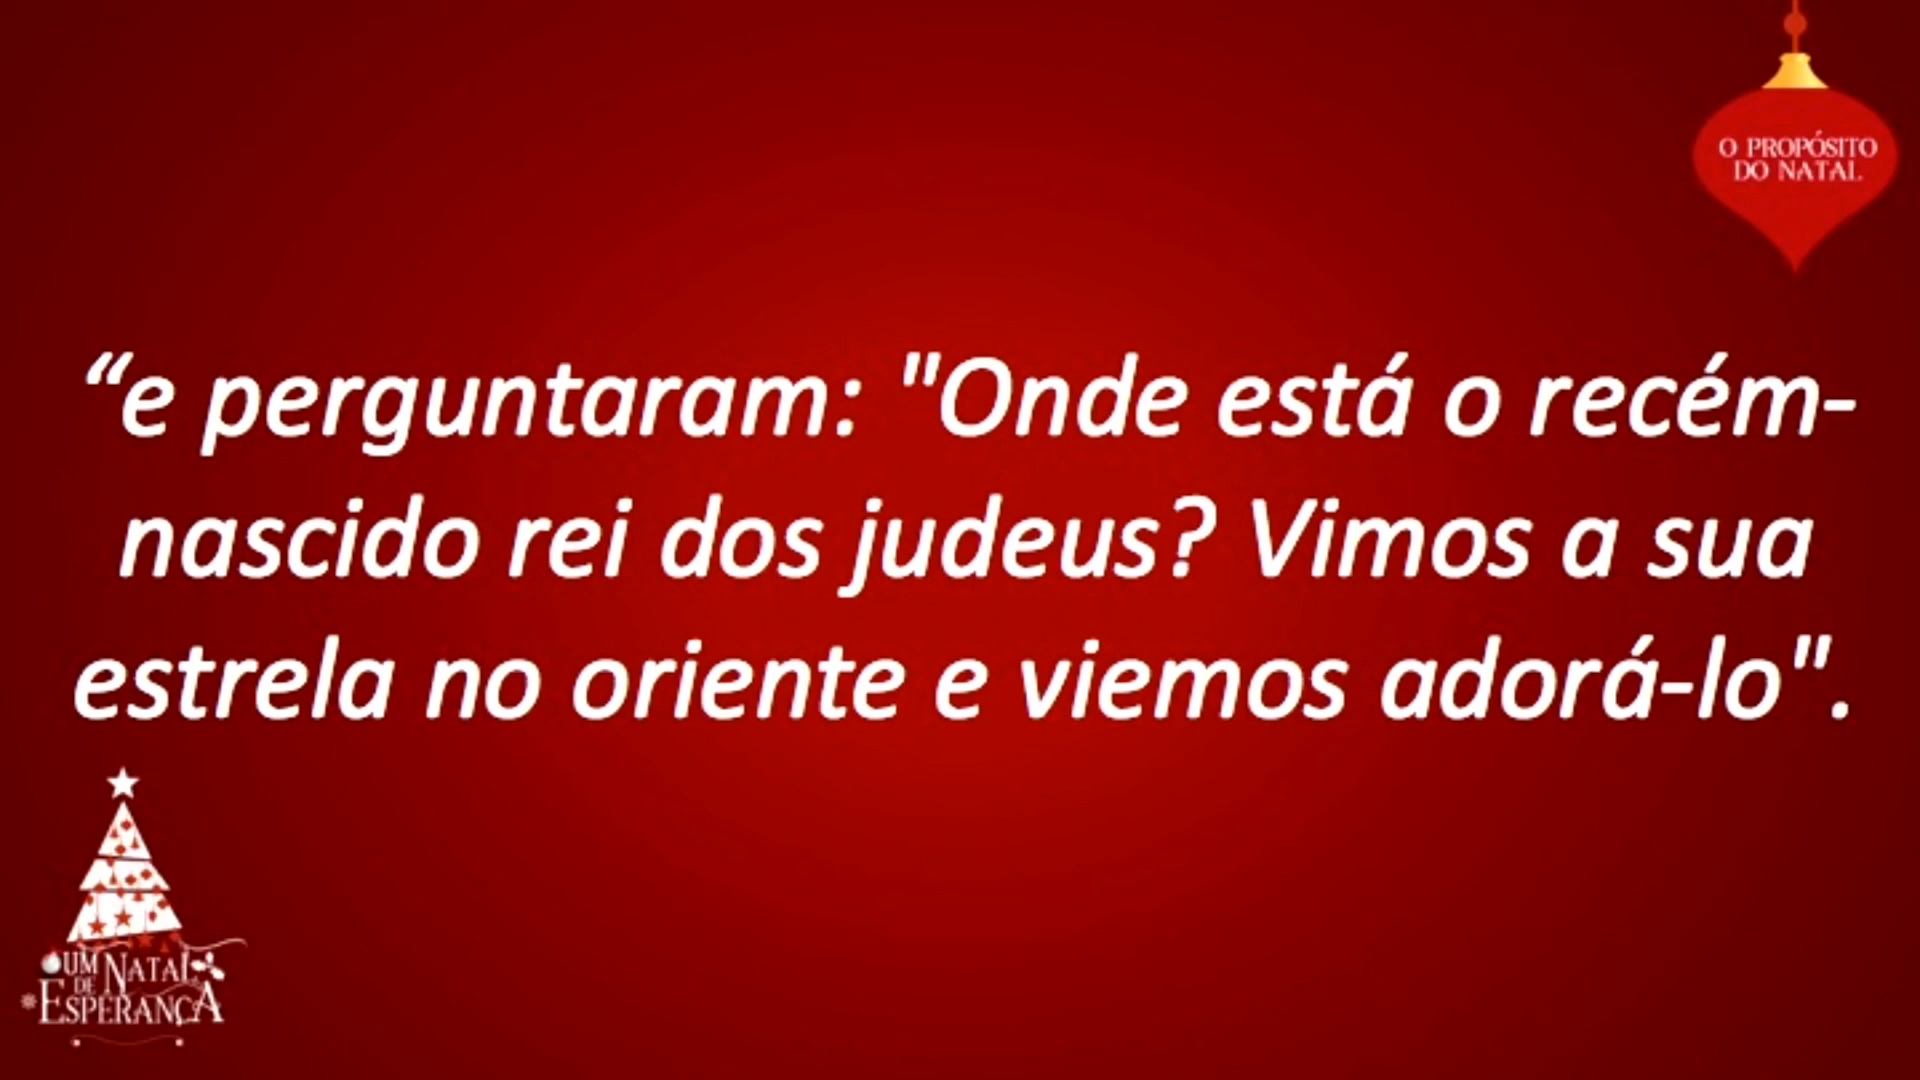 O PROPÓSITO
DO NATAL
“e perguntaram: "Onde está o recém-
nascido rei dos judeus? Vimos a sua
estrela no oriente e viemos adorá-lo".
UM NATAL
DE
ESPERANÇA